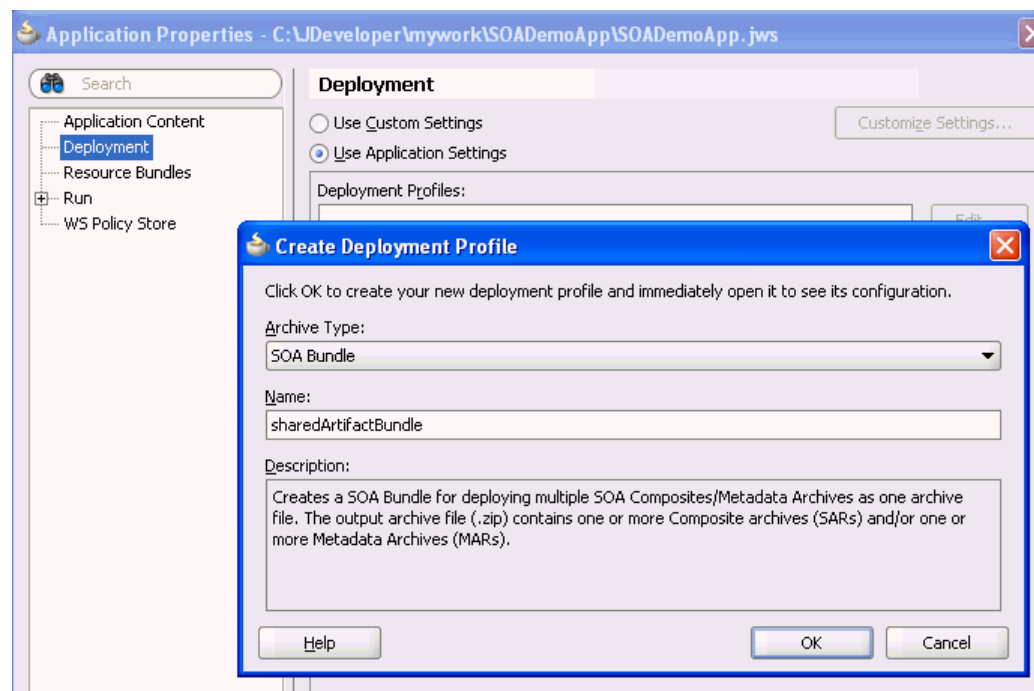 Application Properties - C:\JDeveloper\mywork\SOADemoApp\SOADemoApp.jws
Search
Application Content
Deployment
Resource Bundles
Run
WS Policy Store
Deployment
Use Custom Settings
Customize Settings...
Use Application Settings
Deployment Profiles:
Edit...
Create Deployment Profile
Click OK to create your new deployment profile and immediately open it to see its configuration.
Archive Type:
SOA Bundle
Name:
sharedArtifactBundle
Description:
Creates a SOA Bundle for deploying multiple SOA Composites/Metadata Archives as one archive
file. The output archive file (.zip) contains one or more Composite archives (SARs) and/or one or
more Metadata Archives (MARs).
Help
OK
Cancel